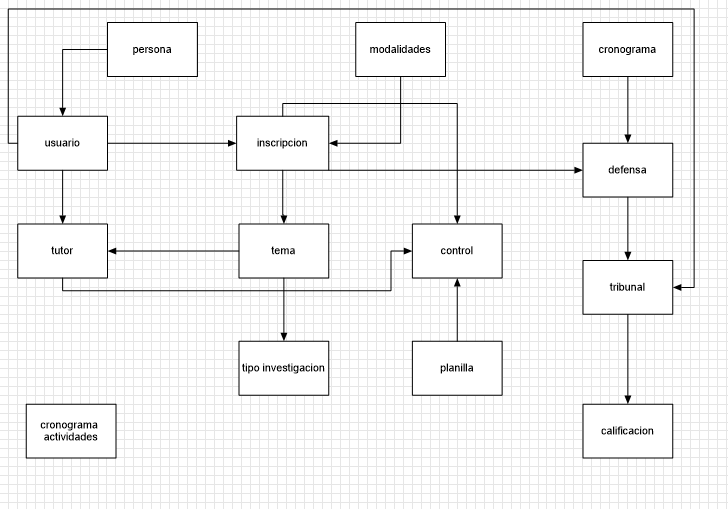 persona
modalidades
cronograma
usuario
inscripcion
defensa
tutor
tema
control
tribunal
tipo investigacion
planilla
cronograma
actividades
calificacion